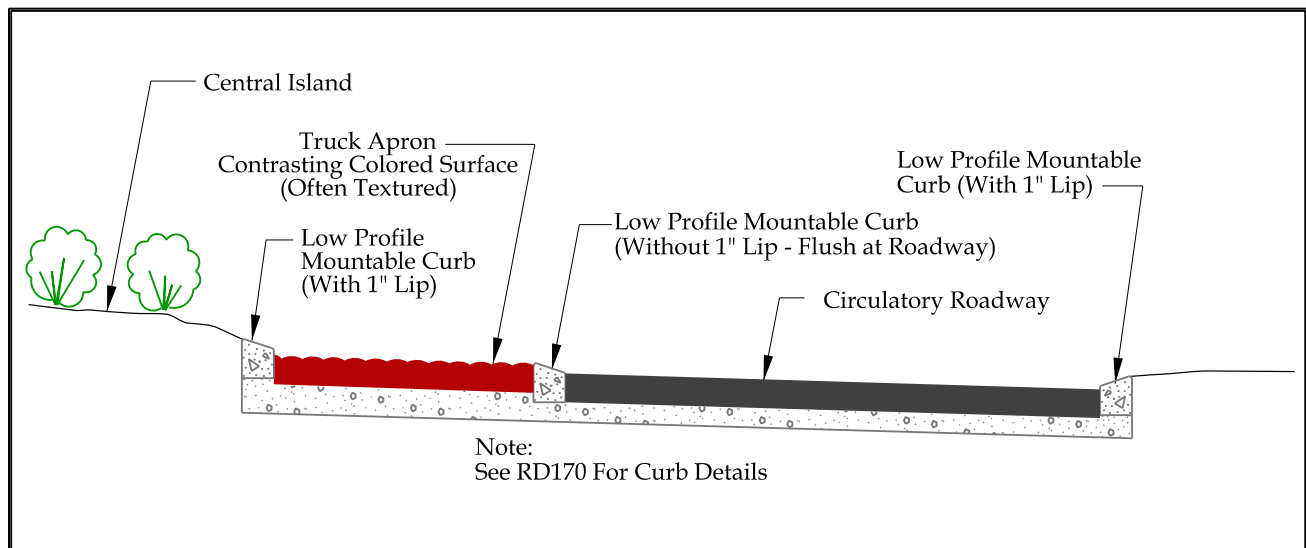 Central Island
Truck Apron
Contrasting Colored Surface
(Often Textured)
Low Profile Mountable
Curb (With 1" Lip)
Low Profile Mountable Curb
(Without 1" Lip - Flush at Roadway)
Low Profile
Mountable Curb
(With 1" Lip)
Circulatory Roadway
Note:
See RD170 For Curb Details